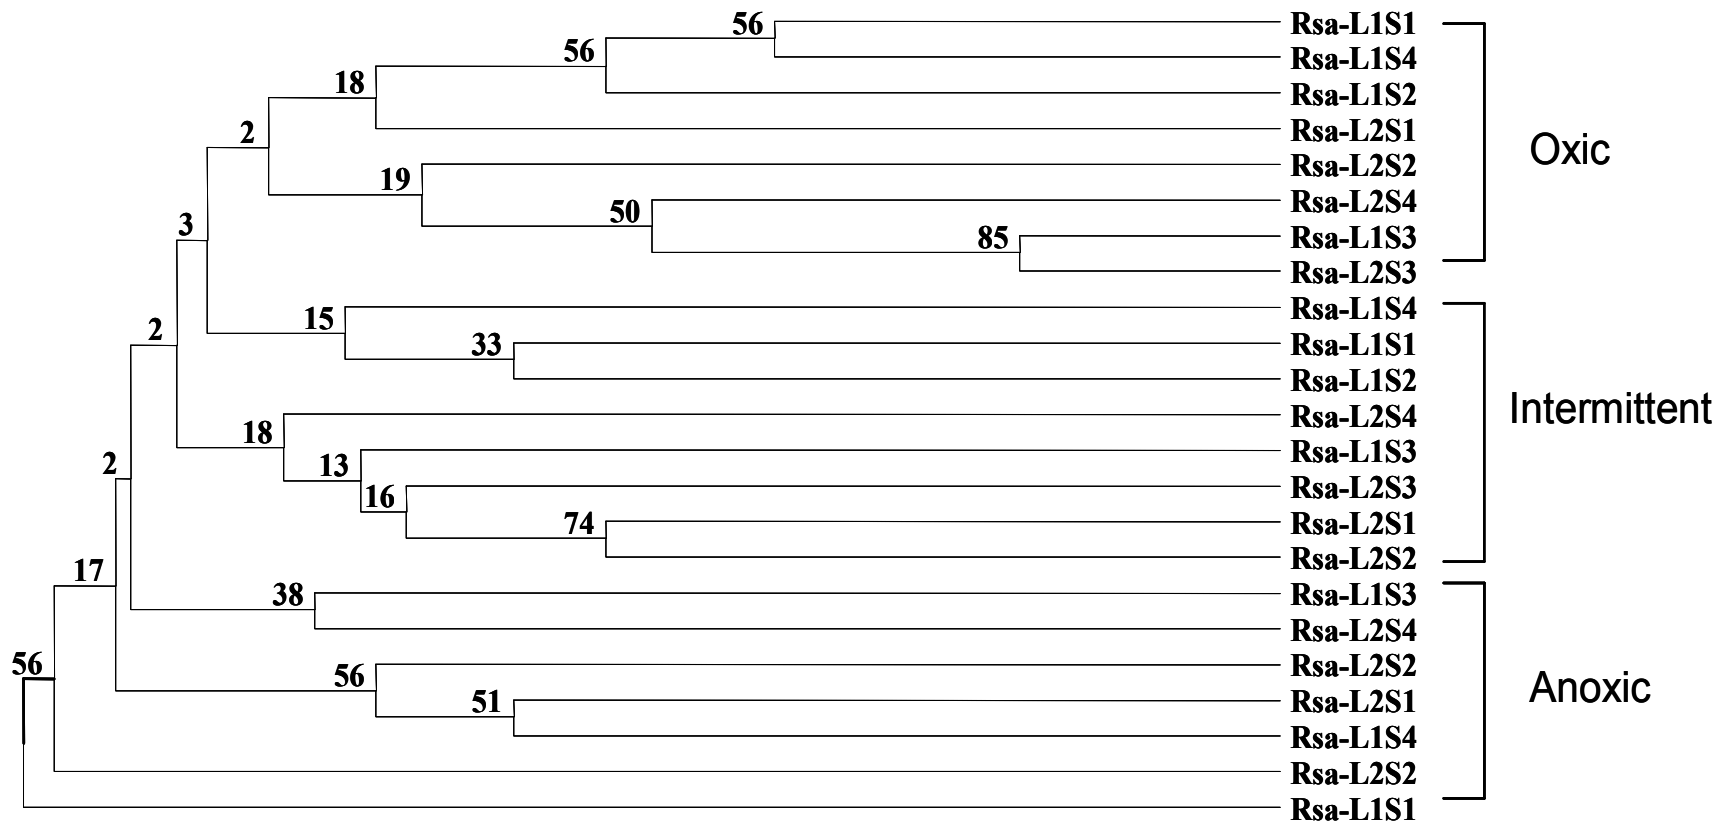 56 Rsa-L1S1
56 Rsa-L1S4
18 Rsa-L1S2
2 Rsa-L2S1
Oxic
19 Rsa-L2S2
50 Rsa-L2S4
3 85 Rsa-L1S3
Rsa-L2S3
15 Rsa-L1S4
2 33 Rsa-L1S1
Rsa-L1S2
Intermittent
18 Rsa-L2S4
2 13 Rsa-L1S3
16 Rsa-L2S3
74 Rsa-L2S1
Rsa-L2S2
17 38 Rsa-L1S3
Rsa-L2S4
56 56 Rsa-L2S2
Anoxic
51 Rsa-L2S1
Rsa-L1S4
Rsa-L2S2
Rsa-L1S1